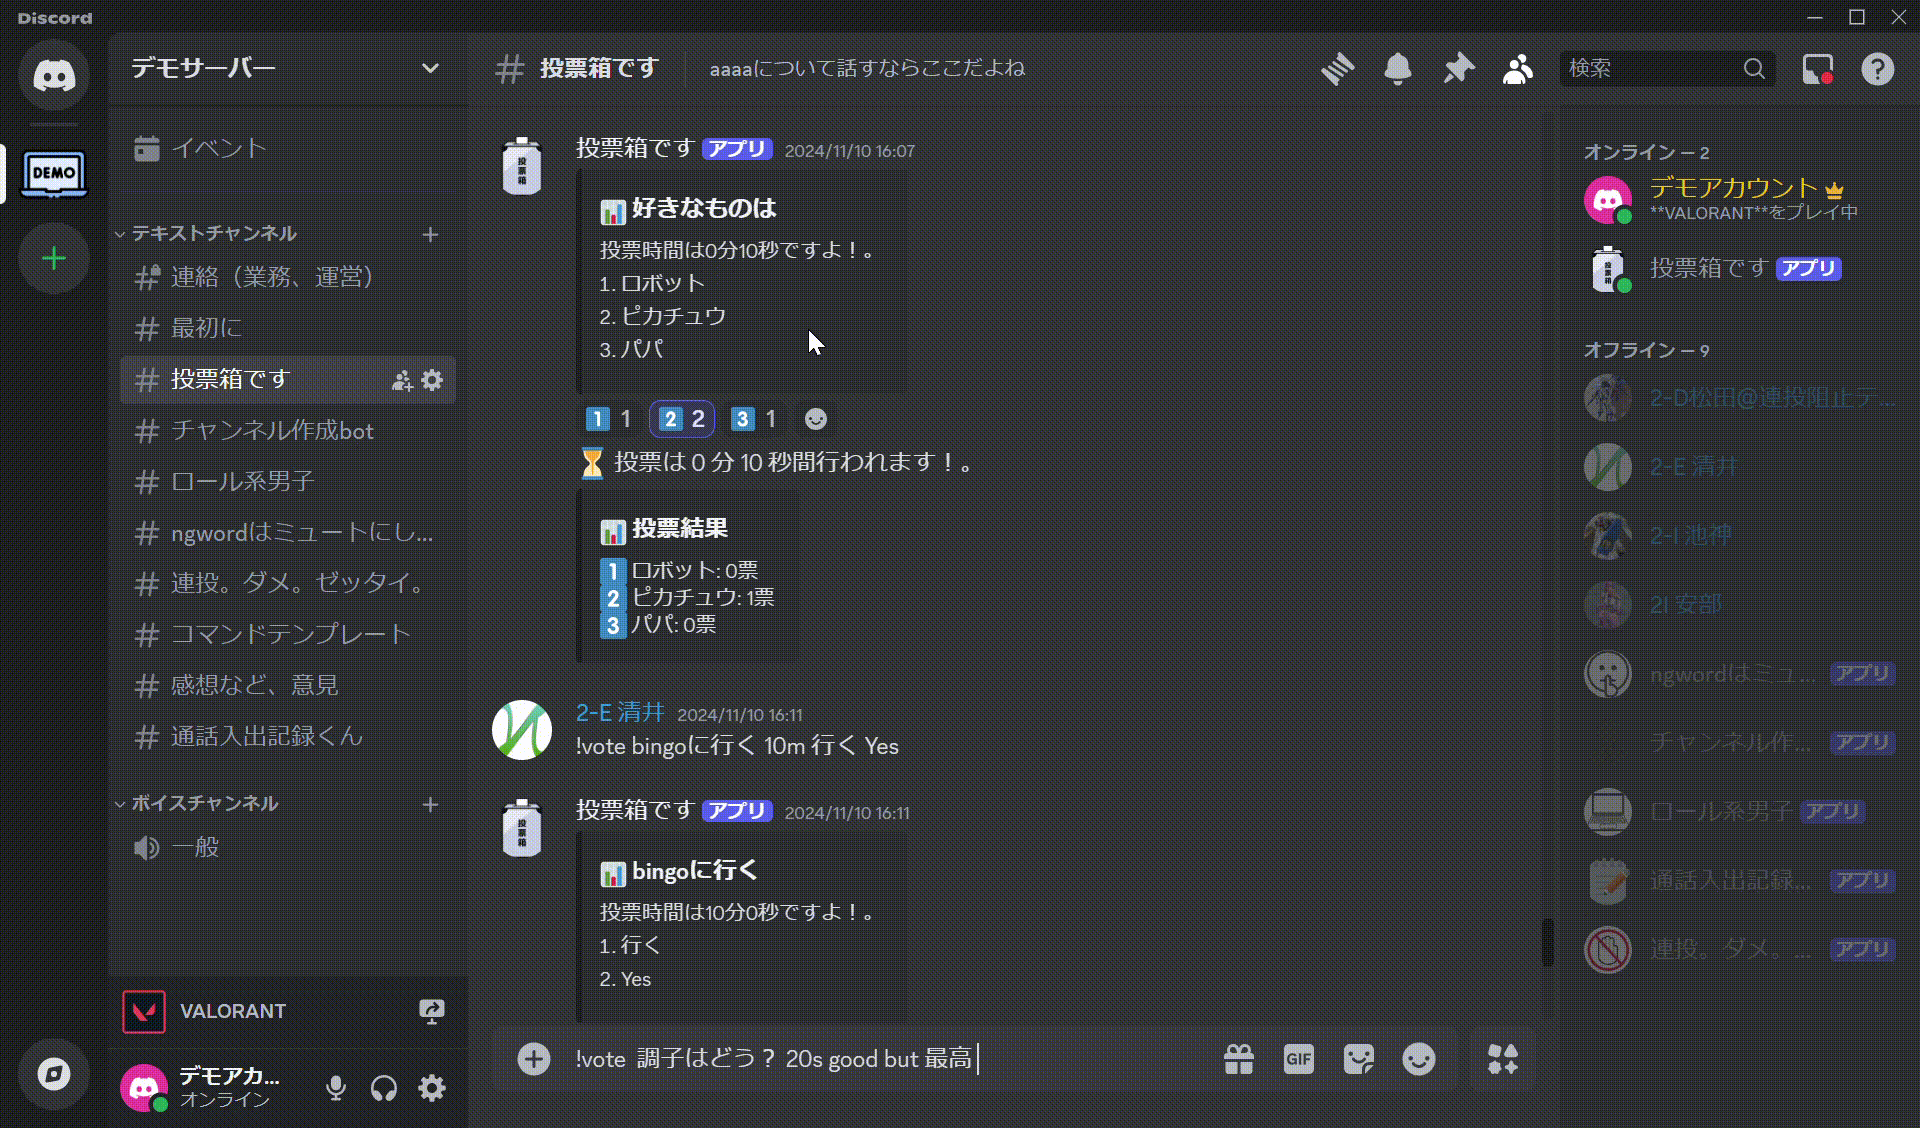 Discord
デモサーバー
投票箱です
aaaaについて話すならここだよね
検索
DEMO
イベント
テキストチャンネル
連絡（業務、運営）
最初に
投票箱です
チャンネル作成bot
ロール系男子
ngwordはミュートにし...
連投。ダメ。ゼッタイ。
コマンドテンプレート
感想など、意見
通話入出記録くん
ボイスチャンネル
一般
VALORANT
デモアカ...
オンライン
投票箱です アプリ 2024/11/10 16:07
投票箱
好きなものは
投票時間は0分10秒ですよ！。
1. ロボット
2. ピカチュウ
3. パパ
1 1
2 2
3 1
投票は 0 分 10 秒間行われます！。
投票結果
1 ロボット: 0票
2 ピカチュウ: 1票
3 パパ: 0票
2-E 清井 2024/11/10 16:11
!vote bingoに行く 10m 行く Yes
投票箱です アプリ 2024/11/10 16:11
投票箱
bingoに行く
投票時間は10分0秒ですよ！。
1. 行く
2. Yes
!vote 調子はどう？ 20s good but 最高
GIF
オンライン – 2
デモアカウント
**VALORANT**をプレイ中
投票箱です アプリ
投票箱
オフライン – 9
2-D松田@連投阻止デ...
2-E 清井
2-I 池神
2I 安部
ngwordはミュ... アプリ
チャンネル作... アプリ
ロール系男子 アプリ
通話入出記録... アプリ
連投。ダメ。... アプリ